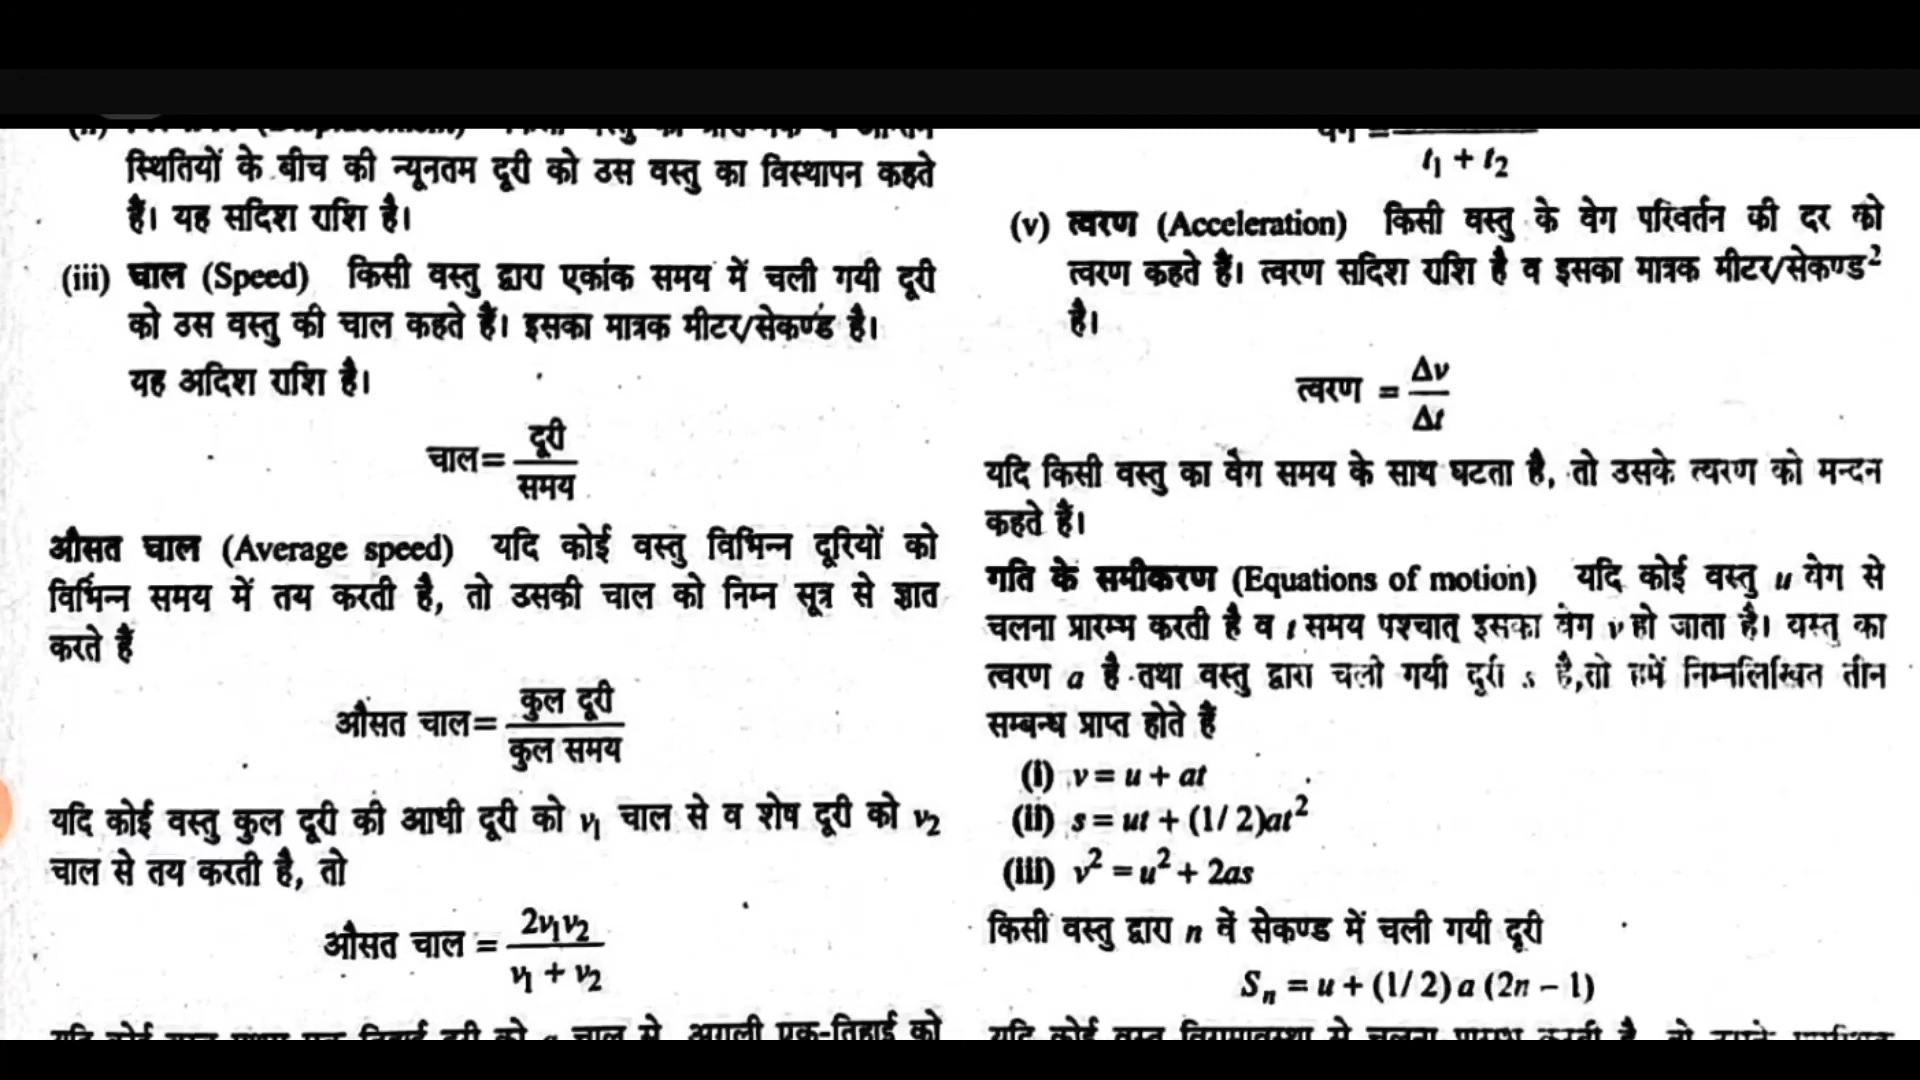 स्थितियों के बीच की न्यूनतम दूरी को उस वस्तु का विस्थापन कहते
हैं। यह सदिश राशि है।
(iii) चाल (Speed) किसी वस्तु द्वारा एकांक समय में चली गयी दूरी
को उस वस्तु की चाल कहते हैं। इसका मात्रक मीटर/सेकण्ड है।
यह अदिश राशि है।
चाल = दूरी / समय
औसत चाल (Average speed) यदि कोई वस्तु विभिन्न दूरियों को
विभिन्न समय में तय करती है, तो उसकी चाल को निम्न सूत्र से ज्ञात
करते हैं
औसत चाल = कुल दूरी / कुल समय
यदि कोई वस्तु कुल दूरी की आधी दूरी को v₁ चाल से व शेष दूरी को v₂
चाल से तय करती है, तो
औसत चाल = 2v₁v₂ / v₁ + v₂
चाल से, अगली एक-तिहाई को
t₁ + t₂
(v) त्वरण (Acceleration) किसी वस्तु के वेग परिवर्तन की दर को
त्वरण कहते हैं। त्वरण सदिश राशि है व इसका मात्रक मीटर/सेकण्ड²
है।
त्वरण = Δv / Δt
यदि किसी वस्तु का वेग समय के साथ घटता है, तो उसके त्वरण को मन्दन
कहते हैं।
गति के समीकरण (Equations of motion) यदि कोई वस्तु u वेग से
चलना प्रारम्भ करती है व t समय पश्चात् इसका वेग v हो जाता है। वस्तु का
त्वरण a है तथा वस्तु द्वारा चली गयी दूरी s है,तो हमें निम्नलिखित तीन
सम्बन्ध प्राप्त होते हैं
(i) v = u + at
(ii) s = ut + (1/2)at²
(iii) v² = u² + 2as
किसी वस्तु द्वारा n वें सेकण्ड में चली गयी दूरी
Sₙ = u + (1/2) a (2n − 1)